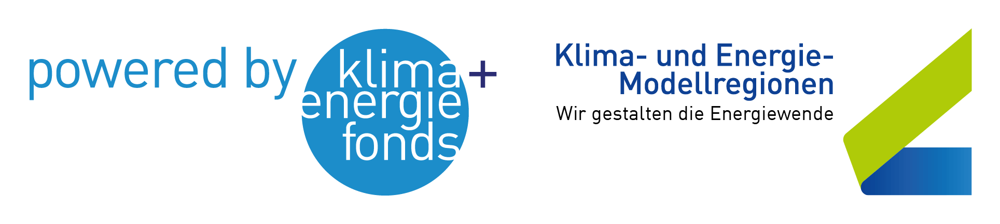 powered by
klima+
energie
fonds
Klima- und Energie-
Modellregionen
Wir gestalten die Energiewende